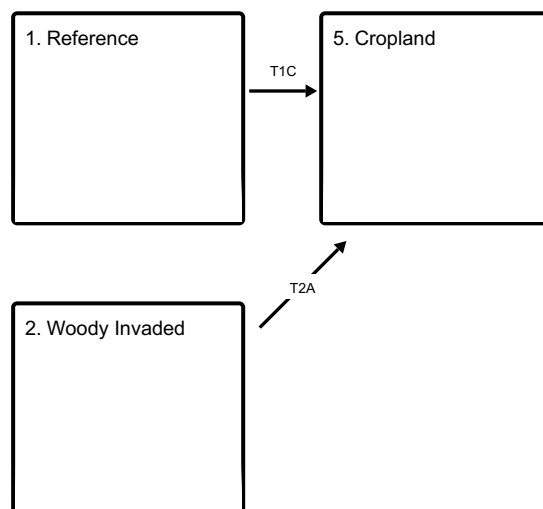 1. Reference
T1C
5. Cropland
T2A
2. Woody Invaded